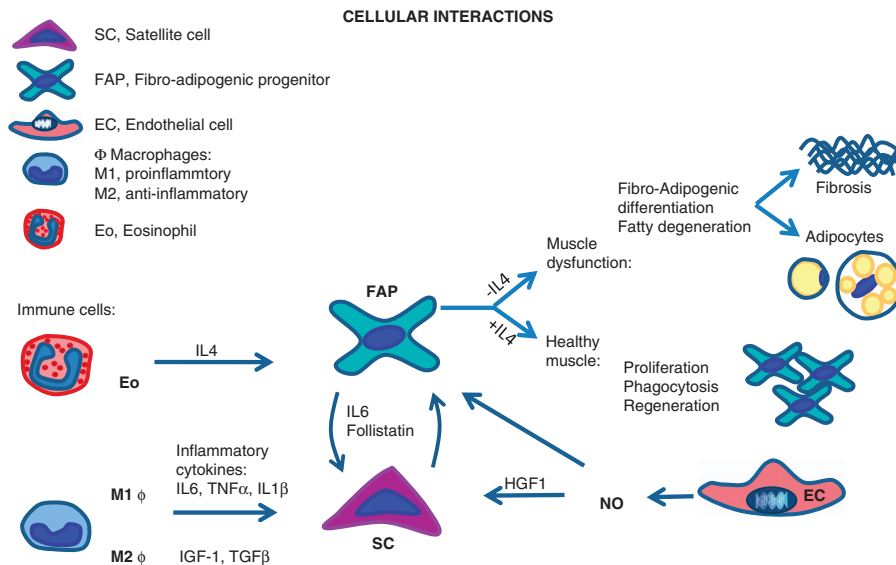 CELLULAR INTERACTIONS
SC, Satellite cell
FAP, Fibro-adipogenic progenitor
EC, Endothelial cell
Φ Macrophages:
M1, proinflammtory
M2, anti-inflammatory
Eo, Eosinophil
Immune cells:
Eo
IL4
FAP
-IL4
+IL4
Muscle
dysfunction:
Healthy
muscle:
Fibro-Adipogenic
differentiation
Fatty degeneration
Fibrosis
Adipocytes
Proliferation
Phagocytosis
Regeneration
IL6
Follistatin
Inflammatory
cytokines:
IL6, TNFα, IL1β
M1 ϕ
M2 ϕ
IGF-1, TGFβ
SC
HGF1
NO
EC